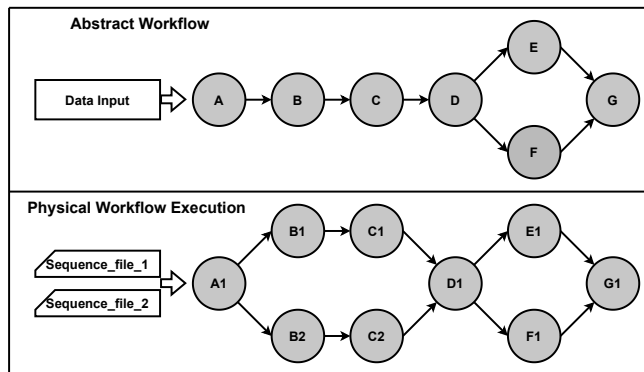 Abstract Workflow
E
Data Input
A
B
C
D
G
F
Physical Workflow Execution
B1
C1
E1
Sequence_file_1
A1
D1
G1
Sequence_file_2
B2
C2
F1